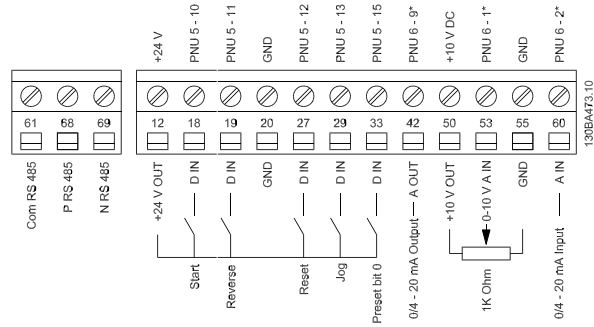 +24 V
PNU 5 - 10
PNU 5 - 11
GND
PNU 5 - 12
PNU 5 - 13
PNU 5 - 15
PNU 6 - 9*
+10 V DC
PNU 6 - 1*
GND
PNU 6 - 2*
61 68 69 12 18 19 20 27 29 33 42 50 53 55 60
130BA473.10
Com RS 485
P RS 485
N RS 485
+24 V OUT
D IN
D IN
GND
D IN
D IN
D IN
0/4 - 20 mA Output A OUT
+10 V OUT
0-10 V A IN
GND
0/4 - 20 mA Input A IN
Start
Reverse
Reset
Jog
Preset bit 0
1K Ohm